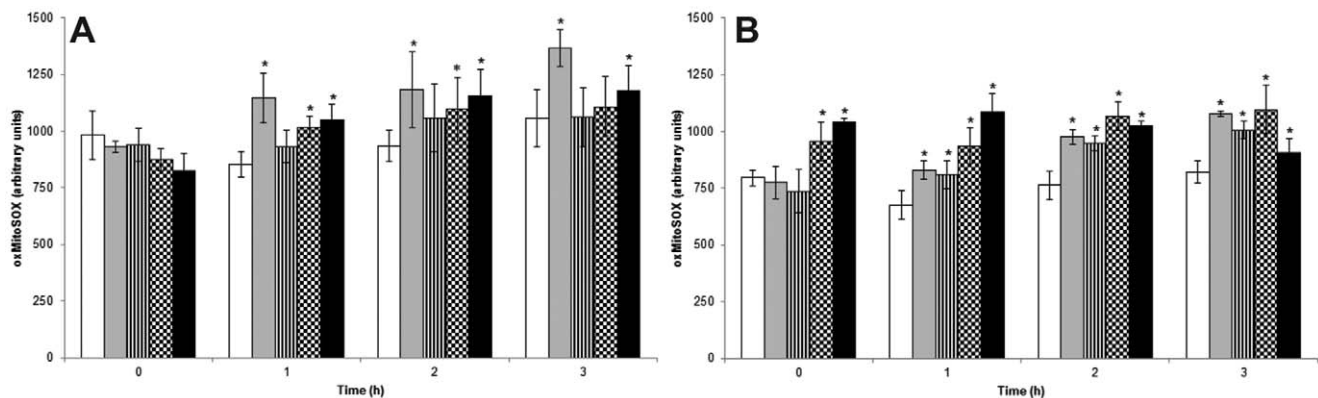 A
oxMitoSOX (arbitrary units)
1500
1250
1000
750
500
250
0
* * * * * * * * *
0 1 2 3
Time (h)
B
oxMitoSOX (arbitrary units)
1500
1250
1000
750
500
250
0
* * * * * * * * * * * * * *
0 1 2 3
Time (h)